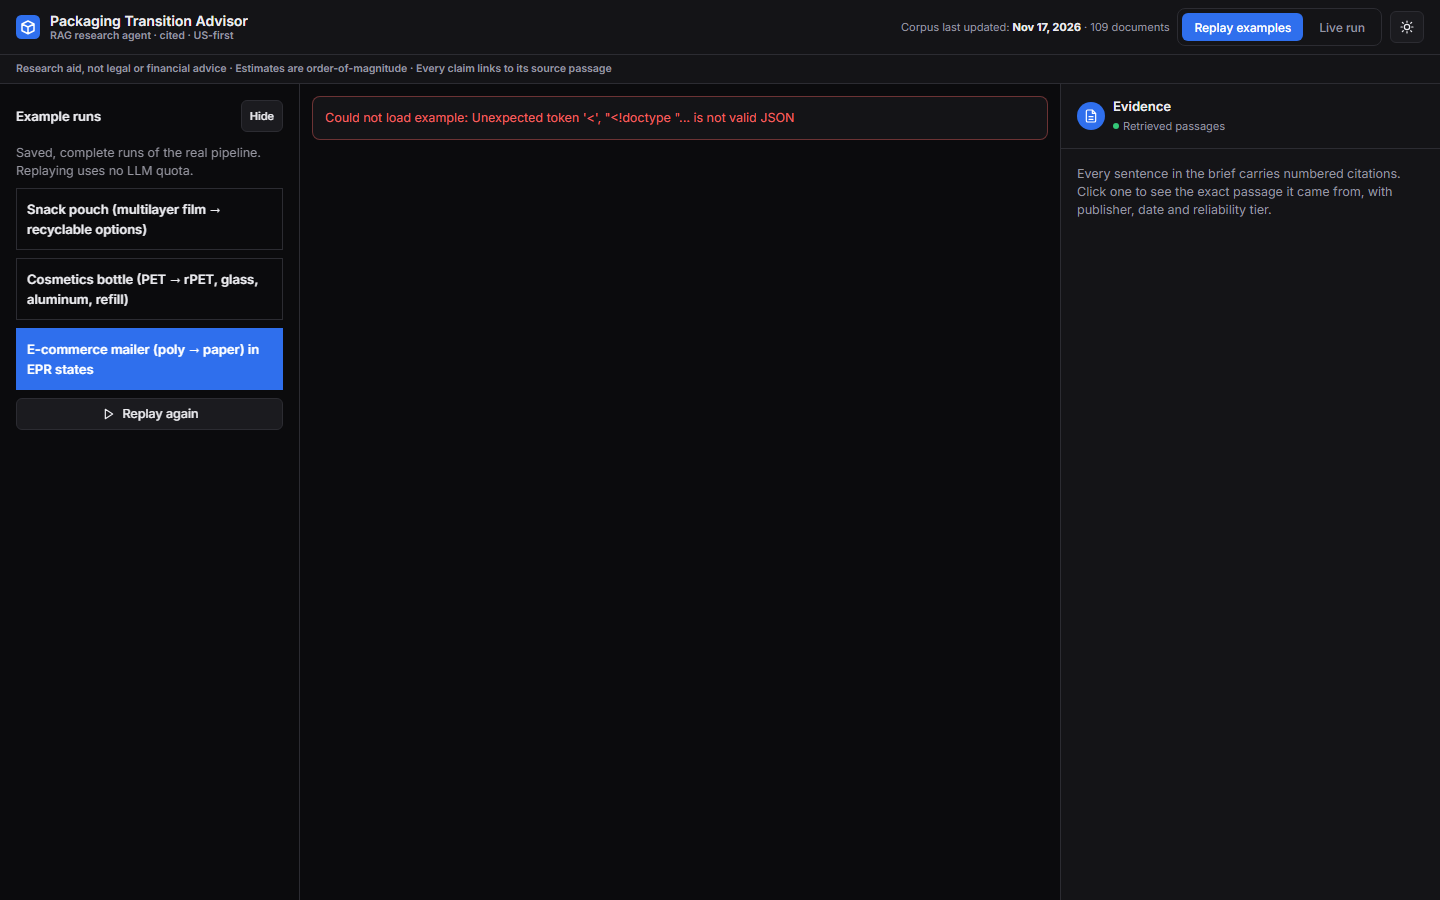 Packaging Transition Advisor
RAG research agent · cited · US-first
Corpus last updated: Nov 17, 2026 · 109 documents
Replay examples
Live run
Research aid, not legal or financial advice · Estimates are order-of-magnitude · Every claim links to its source passage
Example runs
Hide
Saved, complete runs of the real pipeline.
Replaying uses no LLM quota.
Snack pouch (multilayer film →
recyclable options)
Cosmetics bottle (PET → rPET, glass,
aluminum, refill)
E-commerce mailer (poly → paper) in
EPR states
Replay again
Could not load example: Unexpected token '<', "<!doctype "... is not valid JSON
Evidence
Retrieved passages
Every sentence in the brief carries numbered citations.
Click one to see the exact passage it came from, with
publisher, date and reliability tier.